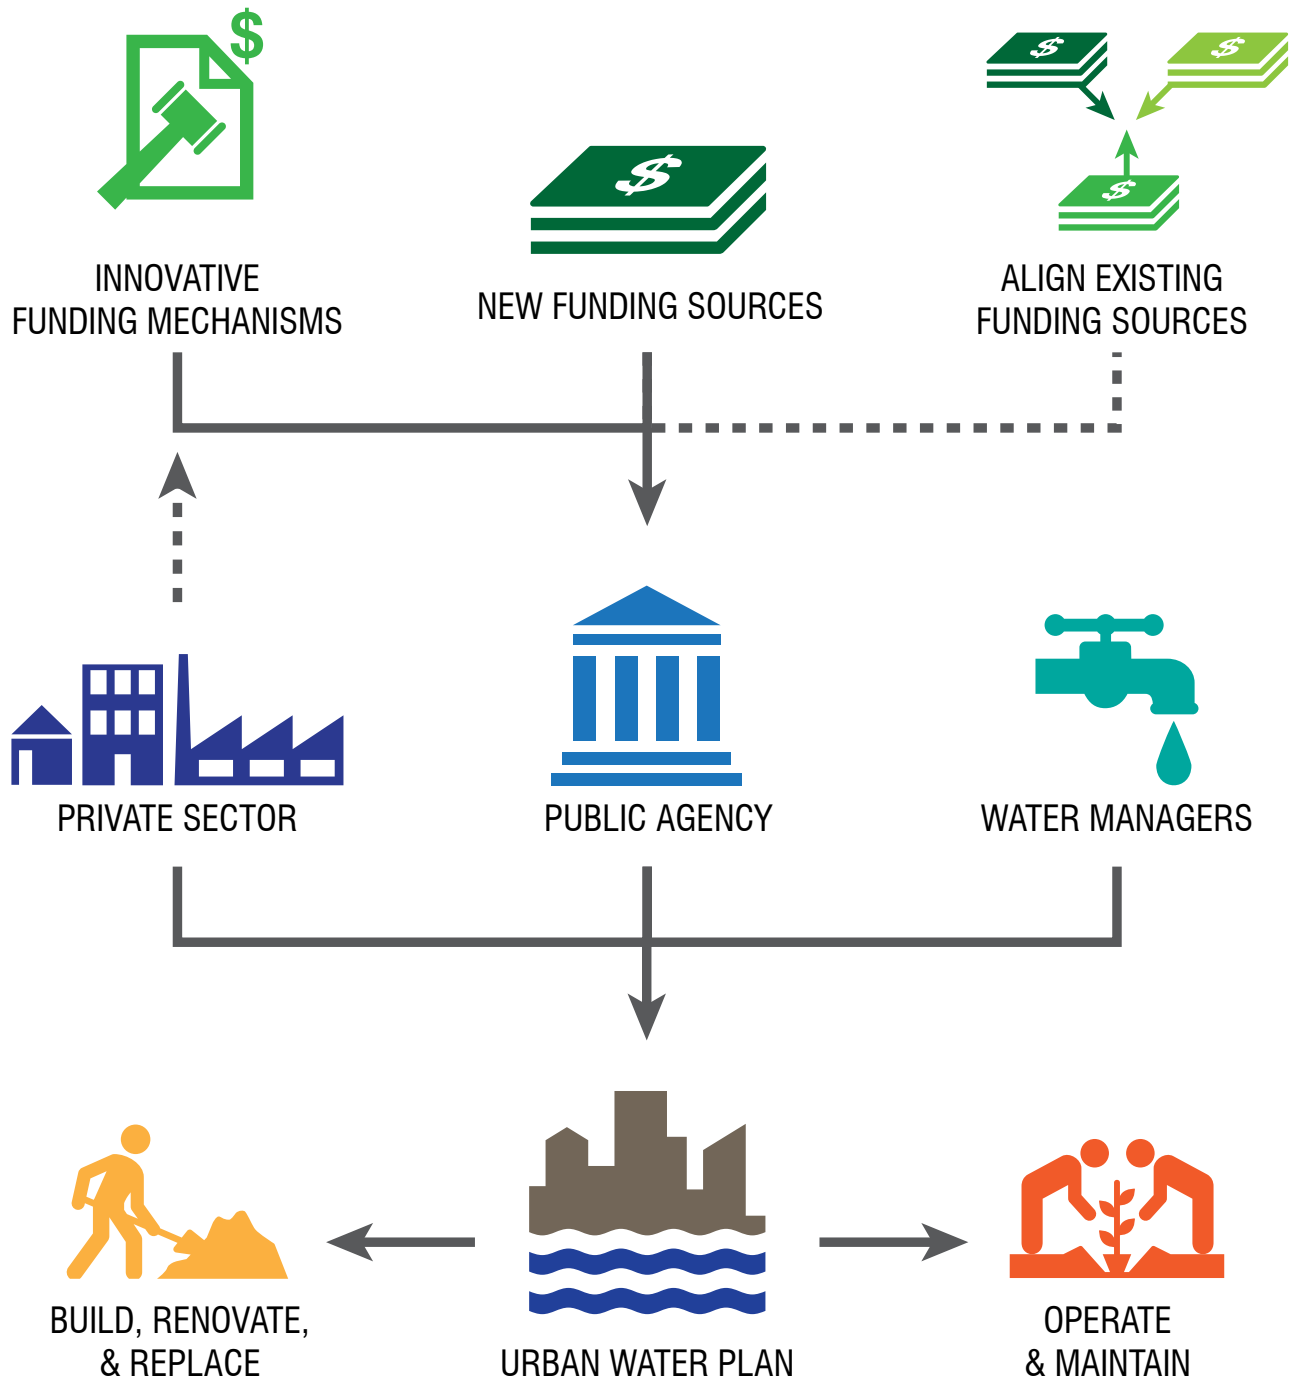 $
$
$
$
$
INNOVATIVE
FUNDING MECHANISMS
NEW FUNDING SOURCES
ALIGN EXISTING
FUNDING SOURCES
PRIVATE SECTOR
PUBLIC AGENCY
WATER MANAGERS
BUILD, RENOVATE,
& REPLACE
URBAN WATER PLAN
OPERATE
& MAINTAIN